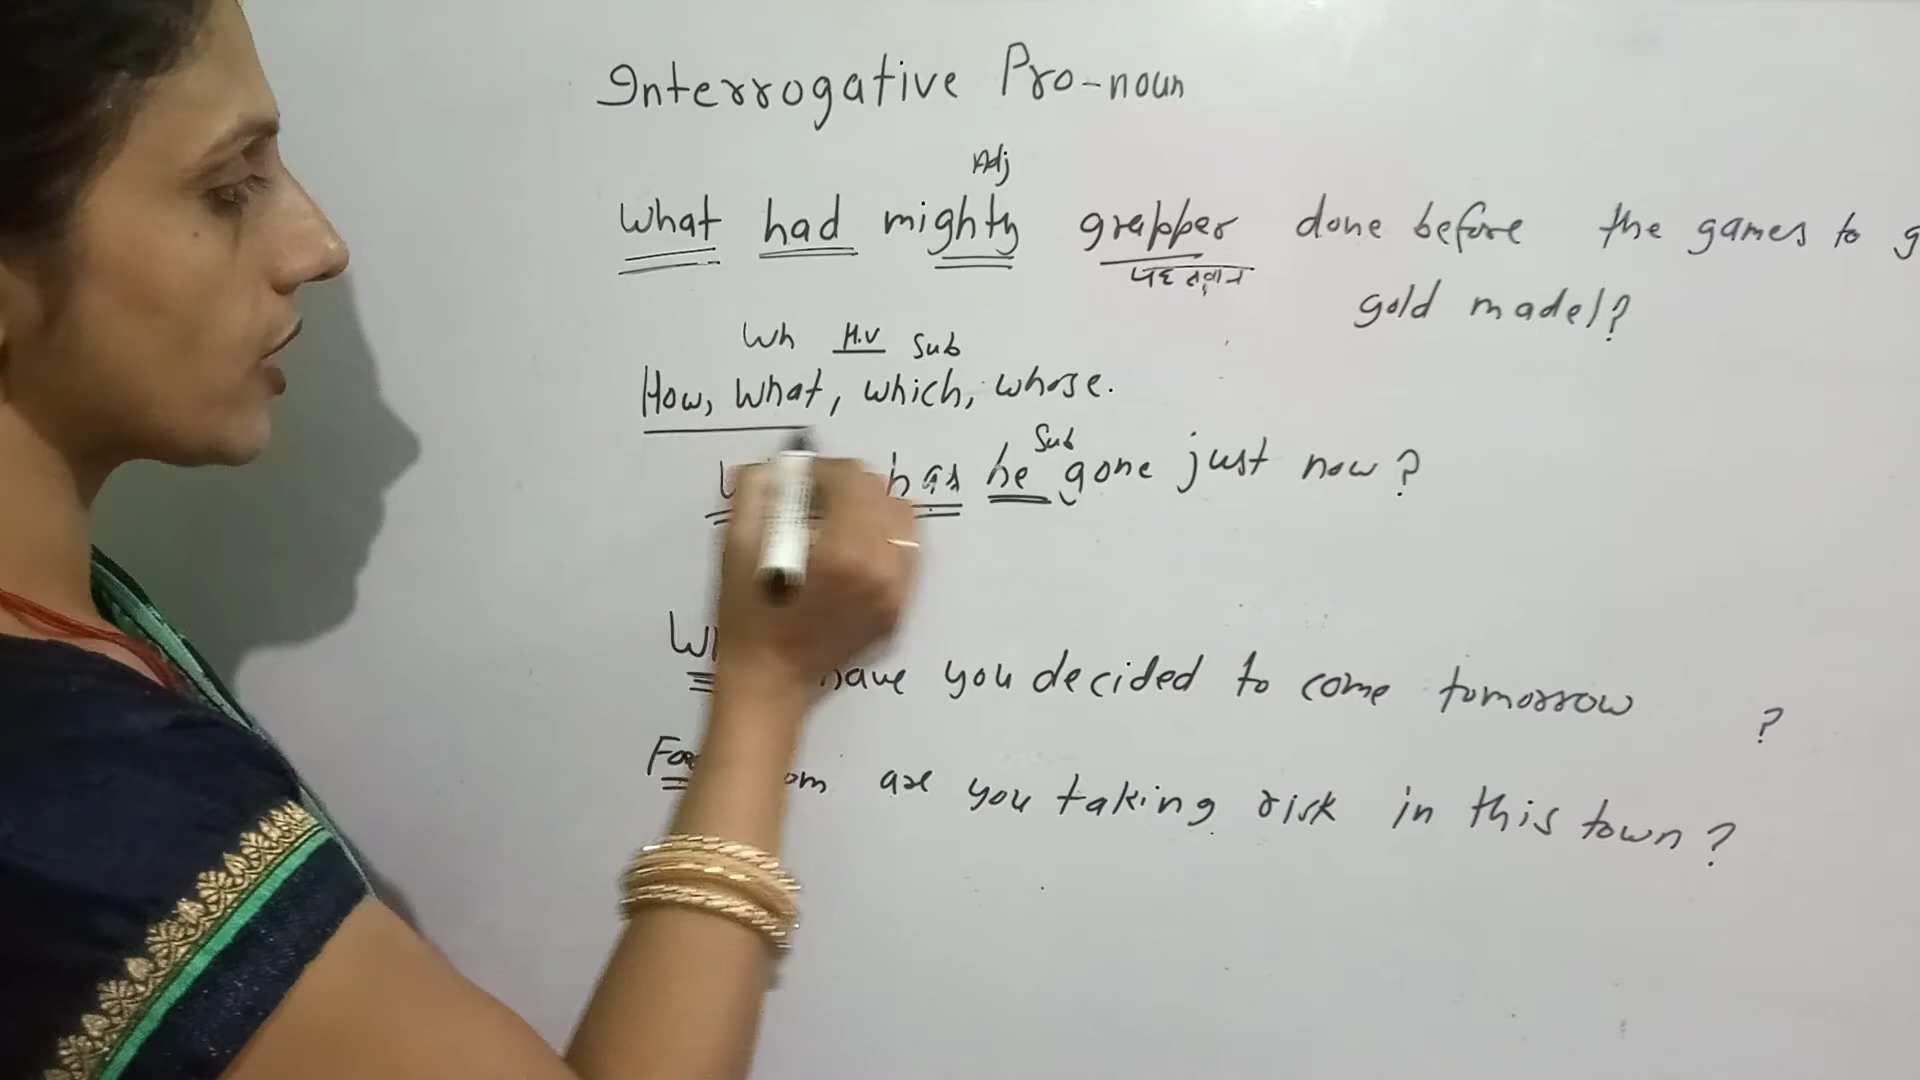 Interrogative Pro-noun
Adj
What had mighty grapper done before the games to
पहलवान
gold madel?
Wh H.V Sub
How, What, which, whose.
Sub
has he gone just now?
have you decided to come tomorrow ?
For are you taking risk in this town?